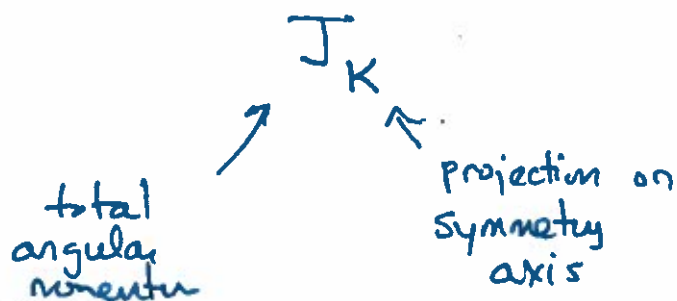 J K
total
angular
momentum
projection on
symmetry
axis